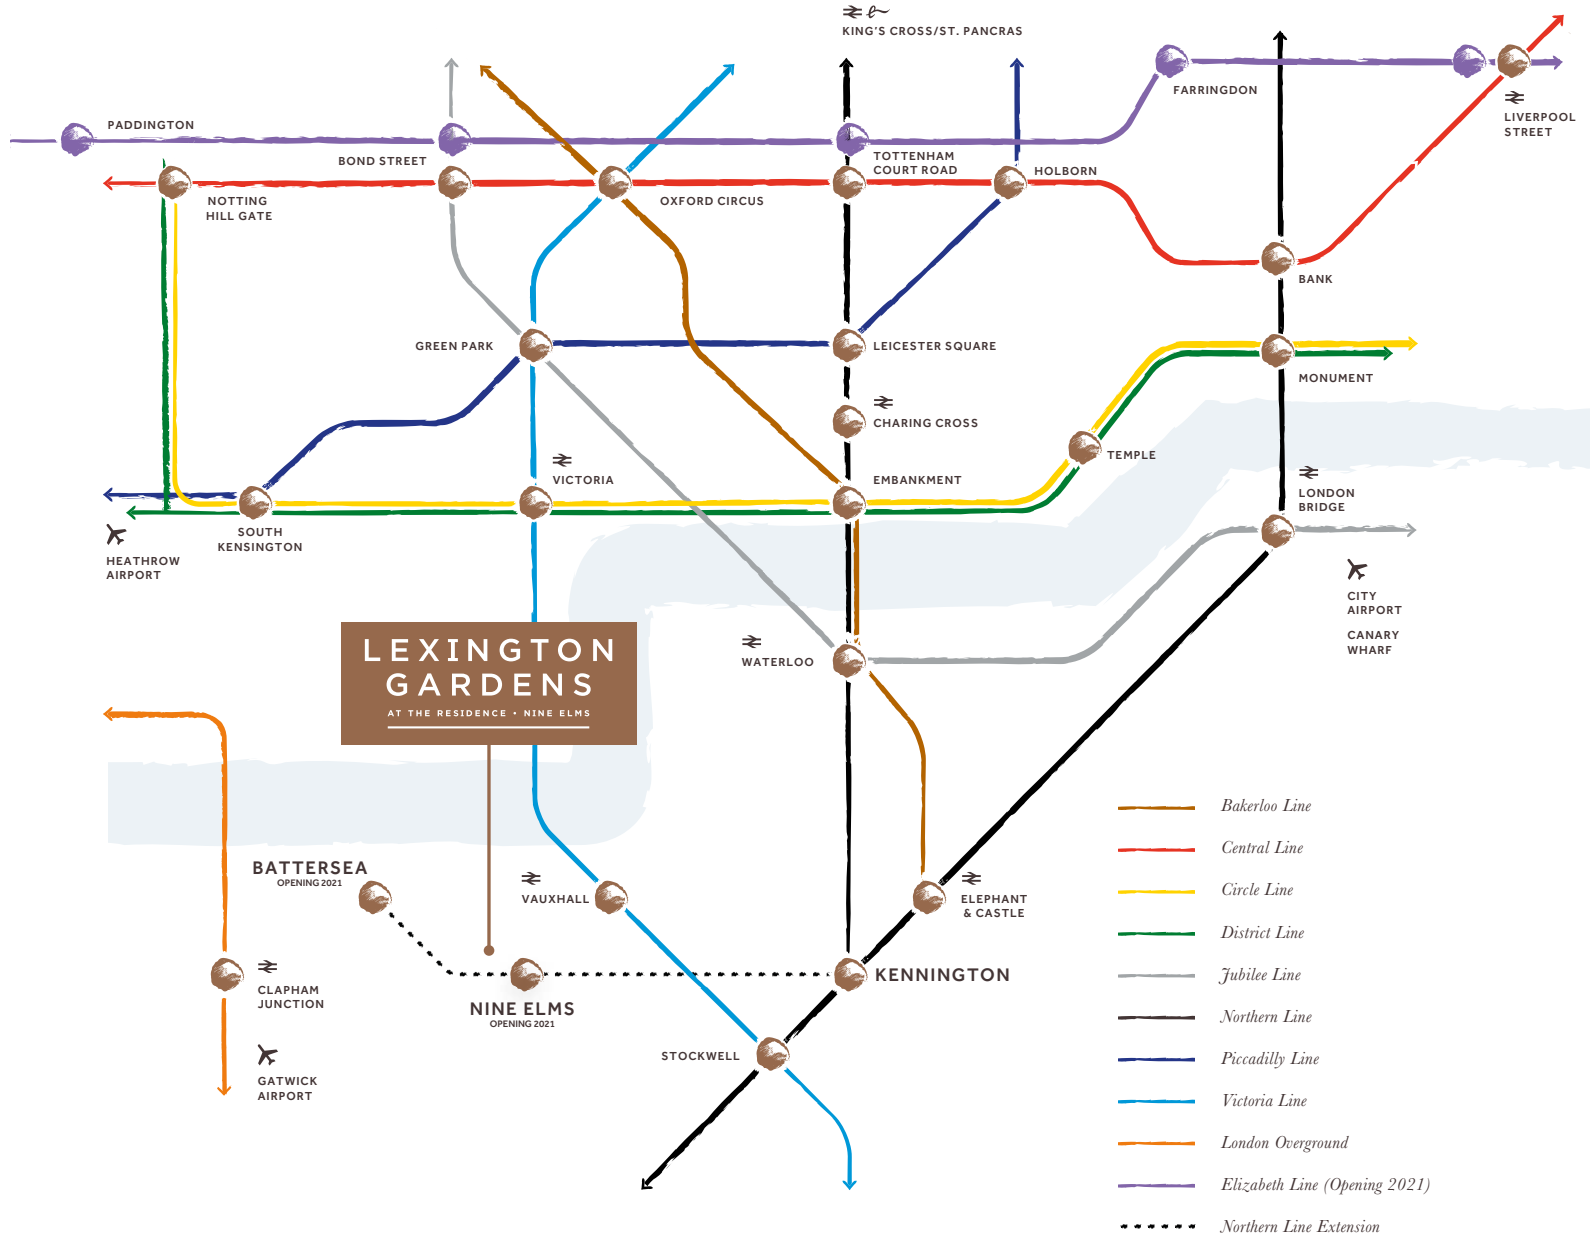 KING'S CROSS/ST. PANCRAS
FARRINGDON
LIVERPOOL
STREET
PADDINGTON
BOND STREET
TOTTENHAM
COURT ROAD
HOLBORN
NOTTING
HILL GATE
OXFORD CIRCUS
BANK
GREEN PARK
LEICESTER SQUARE
MONUMENT
CHARING CROSS
TEMPLE
VICTORIA
EMBANKMENT
LONDON
BRIDGE
SOUTH
KENSINGTON
HEATHROW
AIRPORT
CITY
AIRPORT
CANARY
WHARF
LEXINGTON
GARDENS
AT THE RESIDENCE • NINE ELMS
WATERLOO
BATTERSEA
OPENING 2021
VAUXHALL
ELEPHANT
& CASTLE
CLAPHAM
JUNCTION
NINE ELMS
OPENING 2021
KENNINGTON
STOCKWELL
GATWICK
AIRPORT
Bakerloo Line
Central Line
Circle Line
District Line
Jubilee Line
Northern Line
Piccadilly Line
Victoria Line
London Overground
Elizabeth Line (Opening 2021)
Northern Line Extension